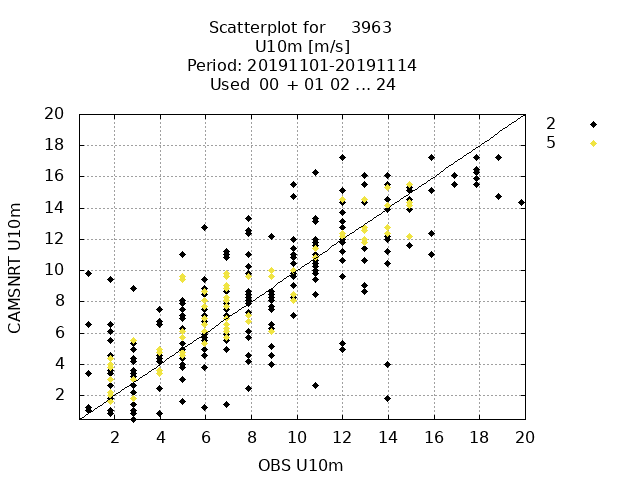 Scatterplot for 3963
U10m [m/s]
Period: 20191101-20191114
Used 00 + 01 02 ... 24
2
5
20
18
16
14
12
10
8
6
4
2
CAMSNRT U10m
2 4 6 8 10 12 14 16 18 20
OBS U10m